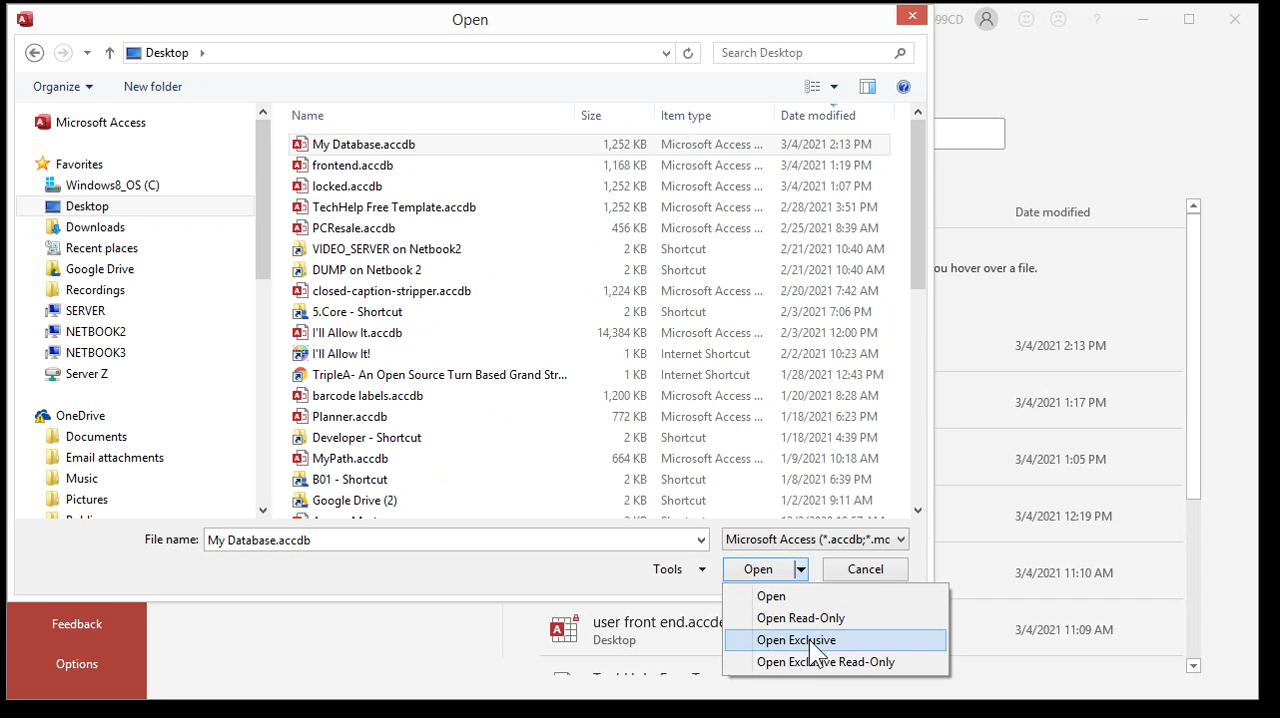 Open
99CD
Desktop
Search Desktop
Organize
New folder
Name
Size
Item type
Date modified
Microsoft Access
Favorites
Windows8_OS (C)
Desktop
Downloads
Recent places
Google Drive
Recordings
SERVER
NETBOOK2
NETBOOK3
Server Z
OneDrive
Documents
Email attachments
Music
Pictures
My Database.accdb 1,252 KB Microsoft Access ... 3/4/2021 2:13 PM
frontend.accdb 1,168 KB Microsoft Access ... 3/4/2021 1:19 PM
locked.accdb 1,252 KB Microsoft Access ... 3/4/2021 1:07 PM
TechHelp Free Template.accdb 1,252 KB Microsoft Access ... 2/28/2021 3:51 PM
PCResale.accdb 456 KB Microsoft Access ... 2/25/2021 8:39 AM
VIDEO_SERVER on Netbook2 2 KB Shortcut 2/21/2021 10:40 AM
DUMP on Netbook 2 2 KB Shortcut 2/21/2021 10:40 AM
closed-caption-stripper.accdb 1,224 KB Microsoft Access ... 2/20/2021 7:42 AM
5.Core - Shortcut 2 KB Shortcut 2/3/2021 7:06 PM
I'll Allow It.accdb 14,384 KB Microsoft Access ... 2/3/2021 12:00 PM
I'll Allow It! 1 KB Internet Shortcut 2/2/2021 10:23 AM
TripleA- An Open Source Turn Based Grand Str... 1 KB Internet Shortcut 1/28/2021 12:43 PM
barcode labels.accdb 1,200 KB Microsoft Access ... 1/20/2021 8:28 AM
Planner.accdb 772 KB Microsoft Access ... 1/18/2021 6:23 PM
Developer - Shortcut 2 KB Shortcut 1/18/2021 4:39 PM
MyPath.accdb 664 KB Microsoft Access ... 1/9/2021 10:18 AM
B01 - Shortcut 2 KB Shortcut 1/8/2021 6:39 PM
Google Drive (2) 2 KB Shortcut 1/2/2021 9:11 AM
File name: My Database.accdb Microsoft Access (*.accdb;*.mc
Tools Open Cancel
Open
Open Read-Only
Open Exclusive
Open Exclusive Read-Only
Date modified
ou hover over a file.
3/4/2021 2:13 PM
3/4/2021 1:17 PM
3/4/2021 1:05 PM
3/4/2021 12:19 PM
3/4/2021 11:10 AM
3/4/2021 11:09 AM
user front end.accde
Desktop
Feedback
Options